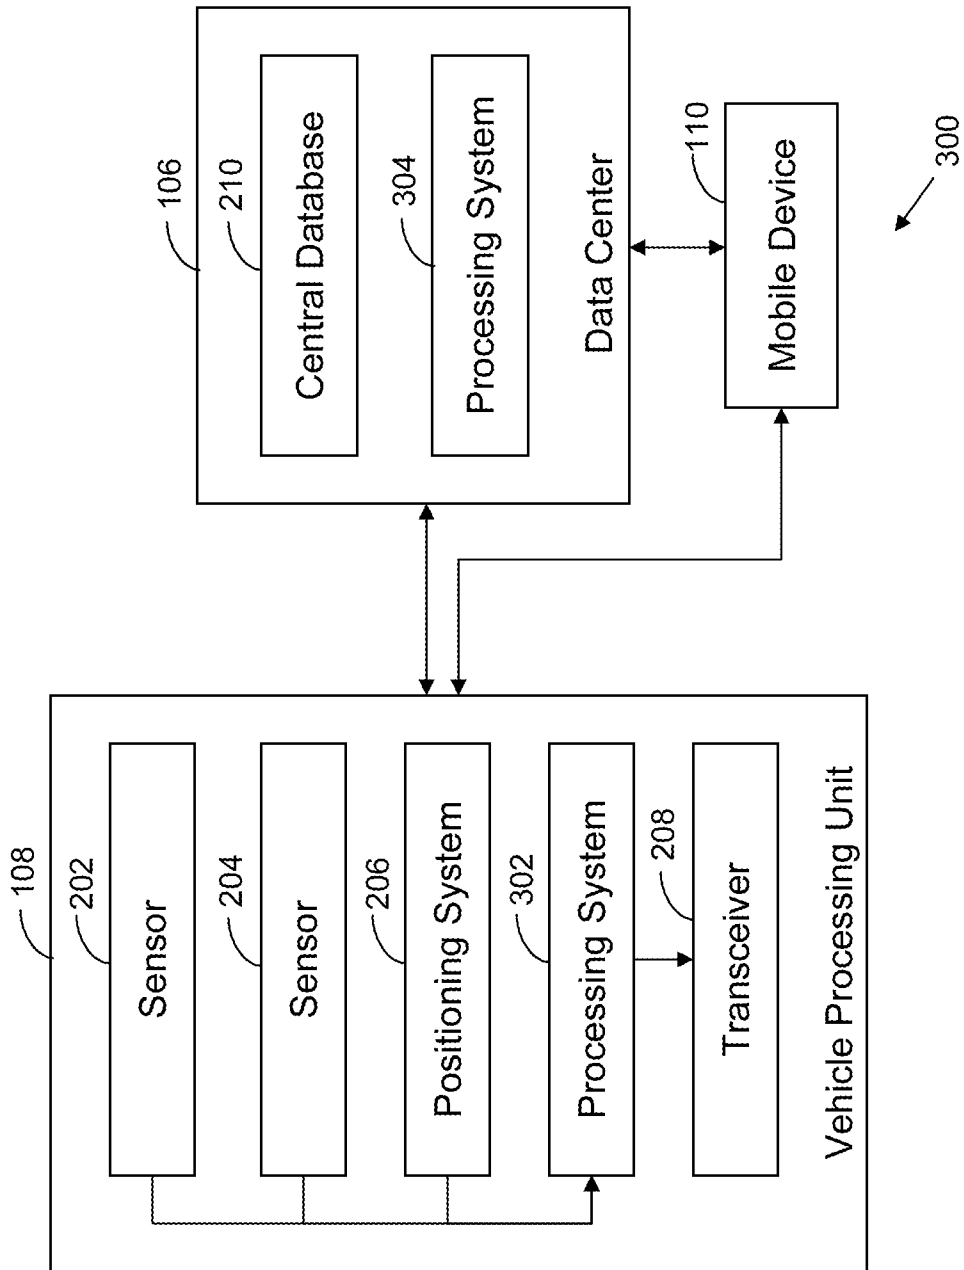 108
202
Sensor
204
Sensor
206
Positioning System
302
Processing System
208
Transceiver
Vehicle Processing Unit
106
210
Central Database
304
Processing System
Data Center
110
Mobile Device
300